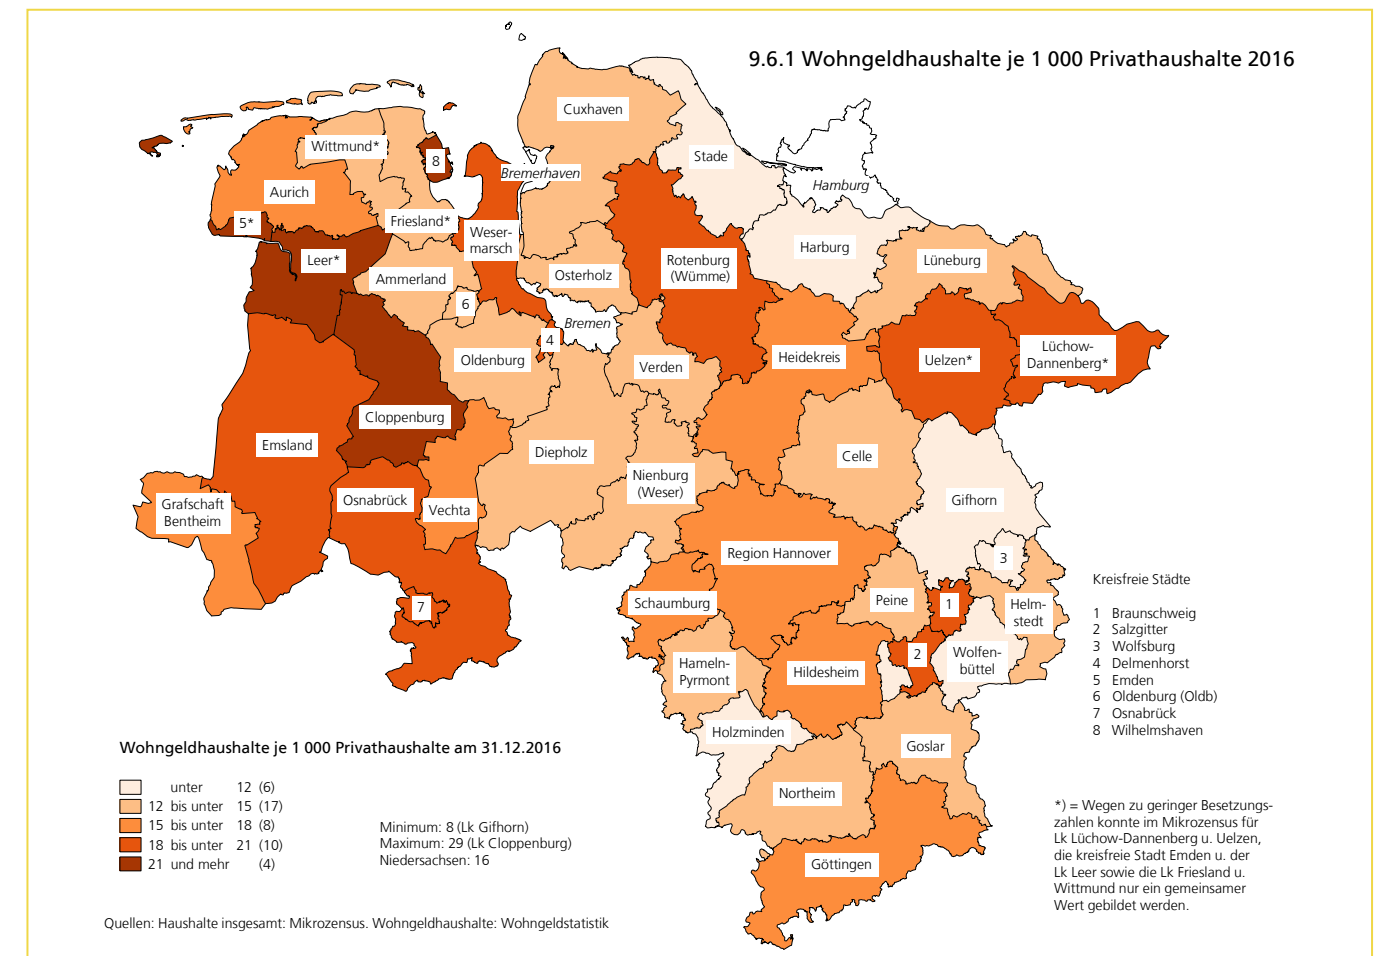 9.6.1 Wohngeldhaushalte je 1 000 Privathaushalte 2016
Cuxhaven
Wittmund*
Stade
8
Bremerhaven
Hamburg
Aurich
5*
Friesland*
Weser-
marsch
Harburg
Leer*
Rotenburg
(Wümme)
Lüneburg
Ammerland
Osterholz
6
Bremen
4
Oldenburg
Verden
Heidekreis
Uelzen*
Lüchow-
Dannenberg*
Cloppenburg
Emsland
Diepholz
Celle
Nienburg
(Weser)
Osnabrück
Vechta
Gifhorn
Grafschaft
Bentheim
Region Hannover
3
Schaumburg
Peine
1
Helm-
stedt
7
2
Wolfen-
büttel
Hameln-
Pyrmont
Hildesheim
Holzminden
Goslar
Northeim
Göttingen
Kreisfreie Städte
1 Braunschweig
2 Salzgitter
3 Wolfsburg
4 Delmenhorst
5 Emden
6 Oldenburg (Oldb)
7 Osnabrück
8 Wilhelmshaven
Wohngeldhaushalte je 1 000 Privathaushalte am 31.12.2016
unter 12 (6)
12 bis unter 15 (17)
15 bis unter 18 (8)
18 bis unter 21 (10)
21 und mehr (4)
Minimum: 8 (Lk Gifhorn)
Maximum: 29 (Lk Cloppenburg)
Niedersachsen: 16
*) = Wegen zu geringer Besetzungs-
zahlen konnte im Mikrozensus für
Lk Lüchow-Dannenberg u. Uelzen,
die kreisfreie Stadt Emden u. der
Lk Leer sowie die Lk Friesland u.
Wittmund nur ein gemeinsamer
Wert gebildet werden.
Quellen: Haushalte insgesamt: Mikrozensus. Wohngeldhaushalte: Wohngeldstatistik